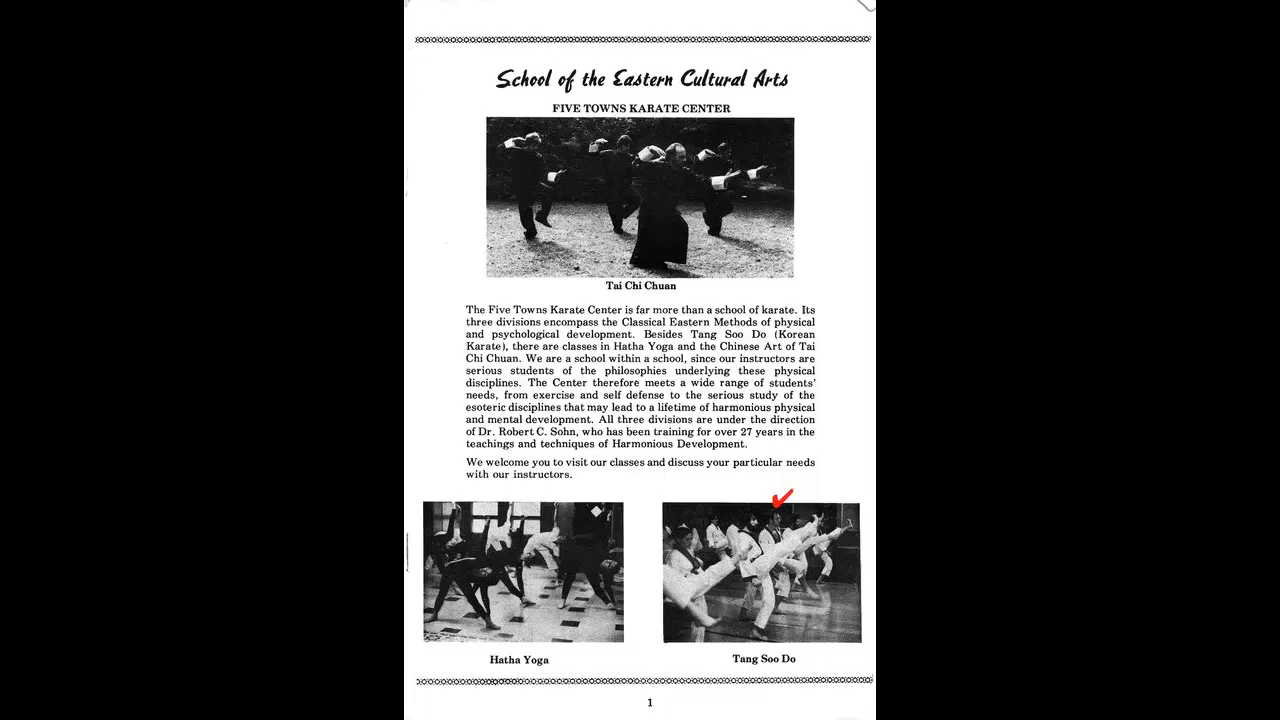 School of the Eastern Cultural Arts
FIVE TOWNS KARATE CENTER
Tai Chi Chuan
The Five Towns Karate Center is far more than a school of karate. Its
three divisions encompass the Classical Eastern Methods of physical
and psychological development. Besides Tang Soo Do (Korean
Karate), there are classes in Hatha Yoga and the Chinese Art of Tai
Chi Chuan. We are a school within a school, since our instructors are
serious students of the philosophies underlying these physical
disciplines. The Center therefore meets a wide range of students'
needs, from exercise and self defense to the serious study of the
esoteric disciplines that may lead to a lifetime of harmonious physical
and mental development. All three divisions are under the direction
of Dr. Robert C. Sohn, who has been training for over 27 years in the
teachings and techniques of Harmonious Development.
We welcome you to visit our classes and discuss your particular needs
with our instructors.
Hatha Yoga
Tang Soo Do
1